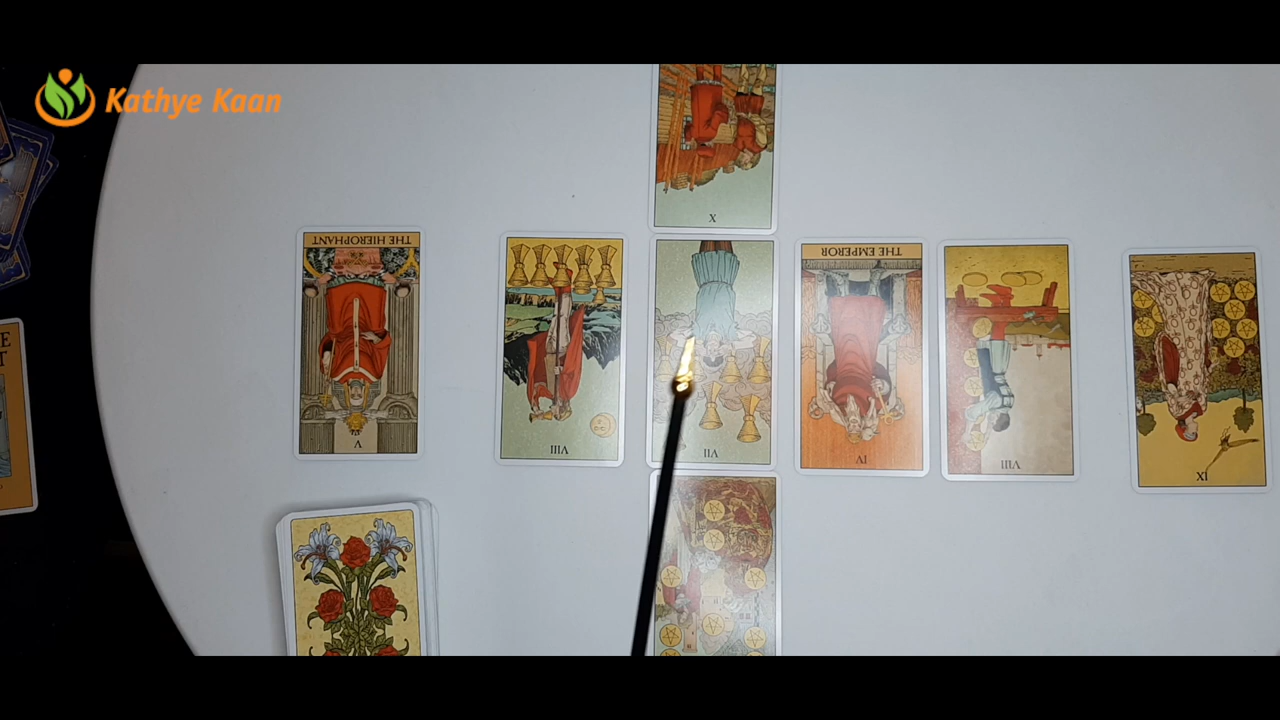 Kathye Kaan
X
THE HIEROPHANT
THE EMPEROR
V
VIII
VII
IV
VIII
IX